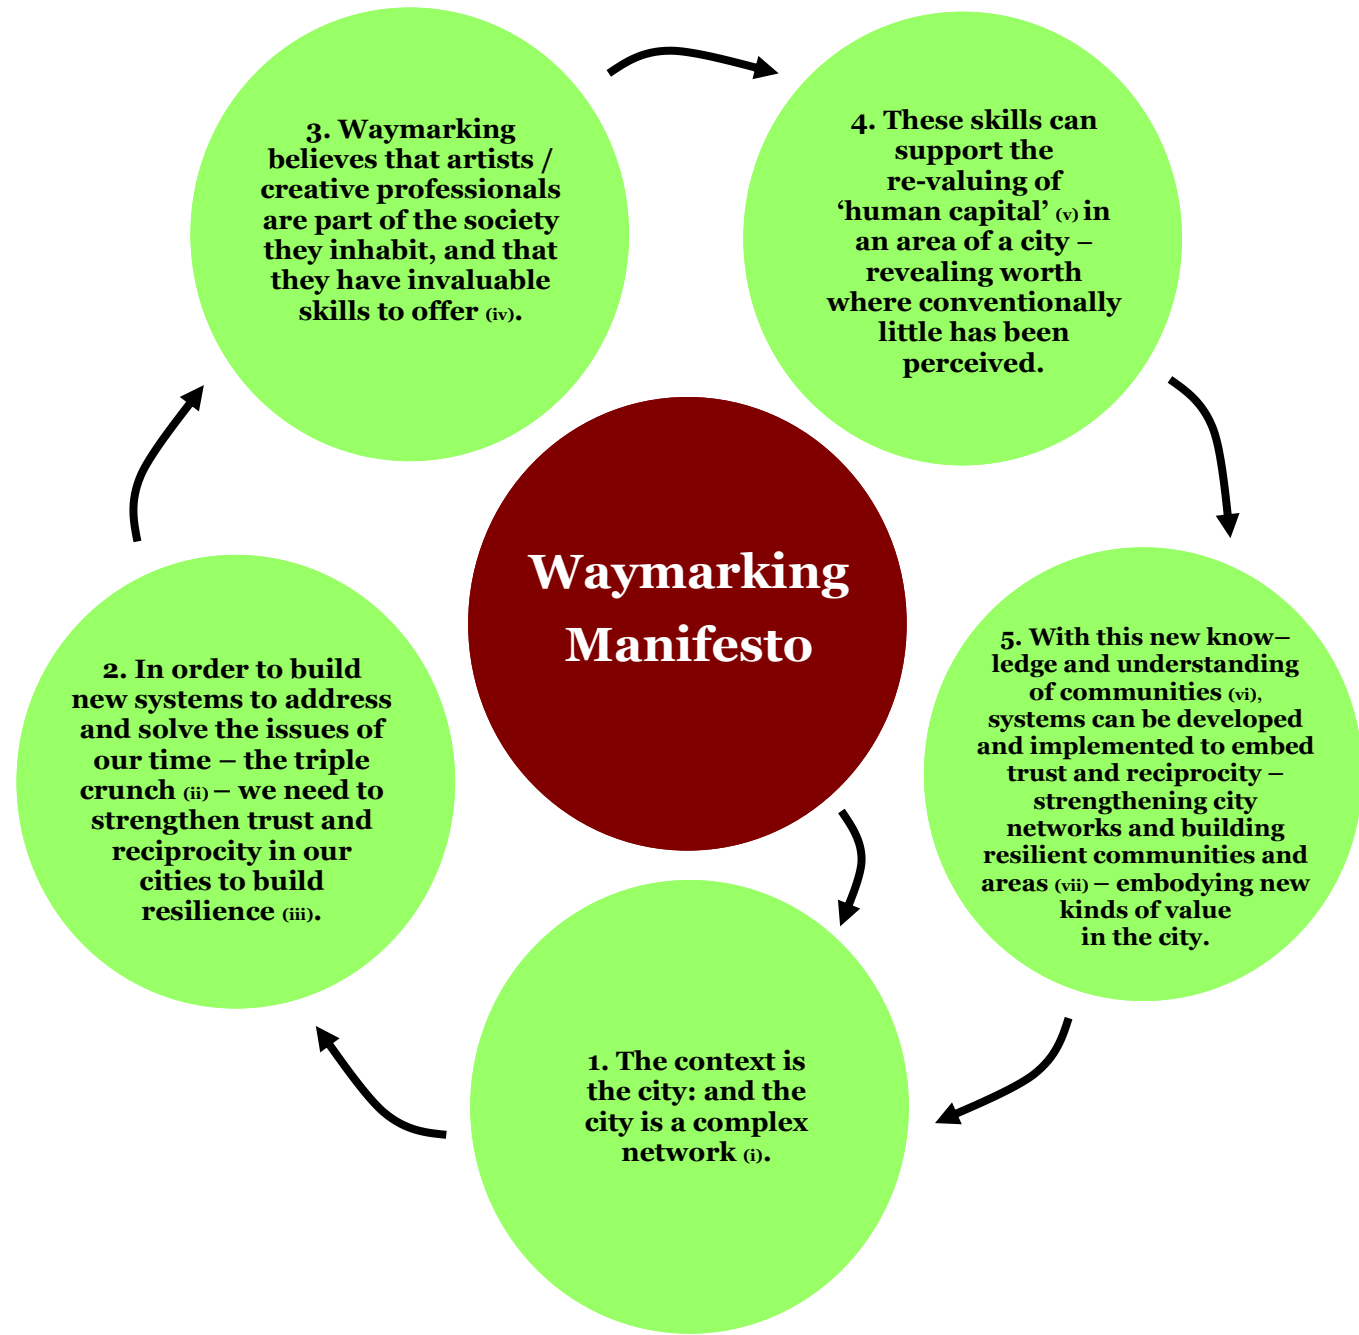 Waymarking
Manifesto
1. The context is
the city: and the
city is a complex
network (i).
2. In order to build
new systems to address
and solve the issues of
our time – the triple
crunch (ii) – we need to
strengthen trust and
reciprocity in our
cities to build
resilience (iii).
3. Waymarking
believes that artists /
creative professionals
are part of the society
they inhabit, and that
they have invaluable
skills to offer (iv).
4. These skills can
support the
re-valuing of
‘human capital’ (v) in
an area of a city –
revealing worth
where conventionally
little has been
perceived.
5. With this new know–
ledge and understanding
of communities (vi),
systems can be developed
and implemented to embed
trust and reciprocity –
strengthening city
networks and building
resilient communities and
areas (vii) – embodying new
kinds of value
in the city.